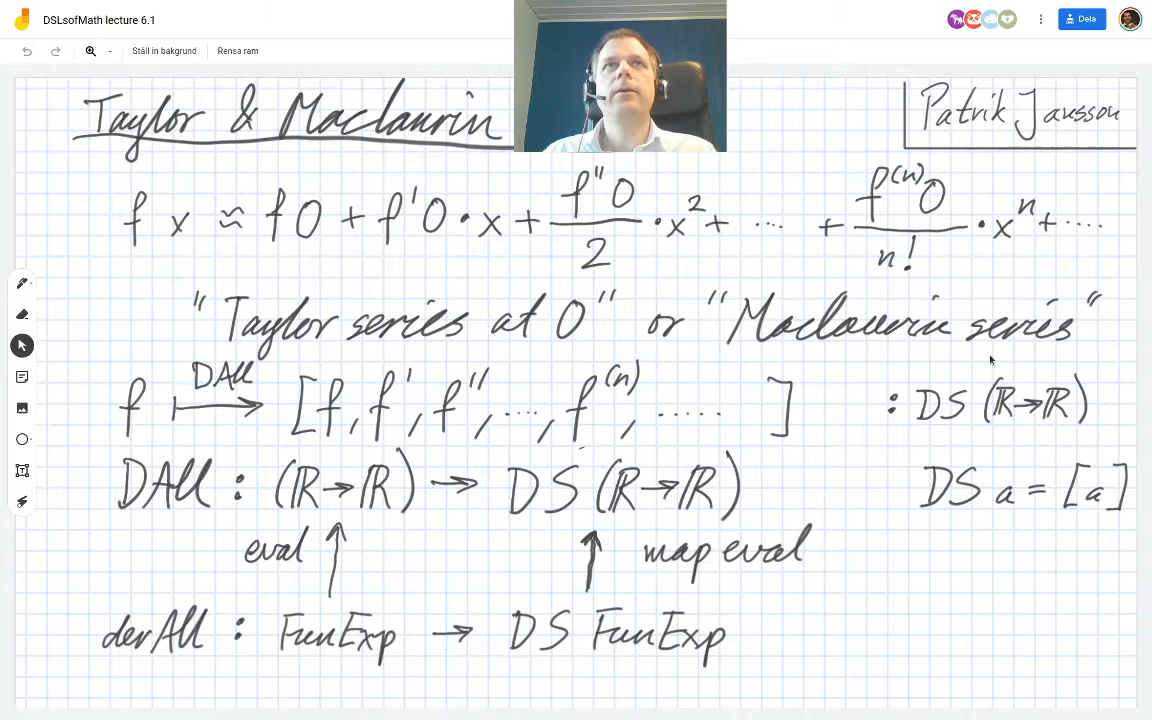 DSLsofMath lecture 6.1
Dela
Ställ in bakgrund Rensa ram
Taylor & Maclaurin
Patrik Jansson
f x ≈ f 0 + f' 0 · x + f'' 0 / 2 · x² + ... + f⁽ⁿ⁾ 0 / n! · xⁿ + ....
"Taylor series at 0" or "Maclaurin series"
f ↦ DAll [f, f', f'', ...., f⁽ⁿ⁾, .....] : DS (ℝ→ℝ)
DAll : (ℝ→ℝ) → DS (ℝ→ℝ) DS a = [a]
eval ↑ ↑ map eval
derAll : FunExp → DS FunExp